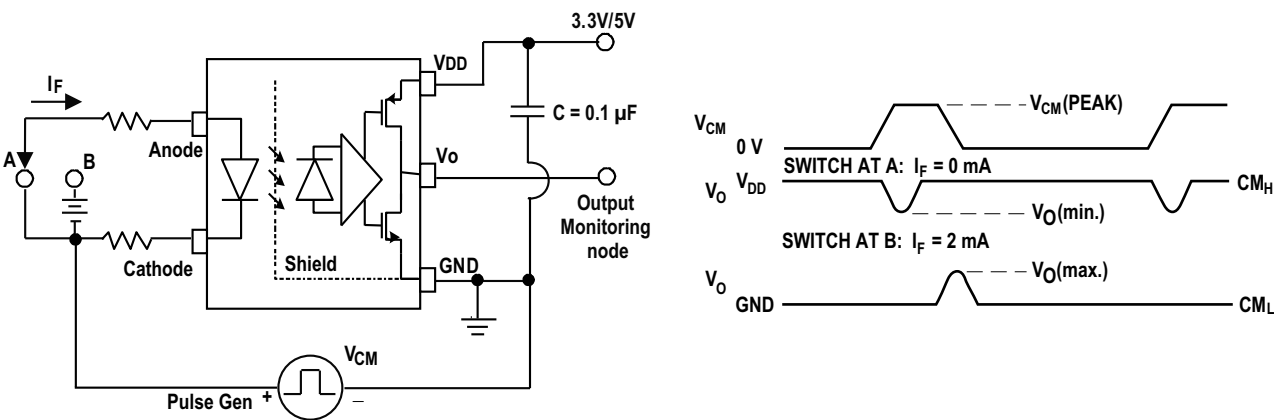 3.3V/5V
VDD
IF
C = 0.1 µF
A
B
Anode
Vo
Output
Monitoring
node
Cathode
Shield
GND
VCM
Pulse Gen + –
VCM(PEAK)
VCM
0 V
SWITCH AT A: IF = 0 mA
VO VDD
CMH
VO(min.)
SWITCH AT B: IF = 2 mA
VO
VO(max.)
GND
CML